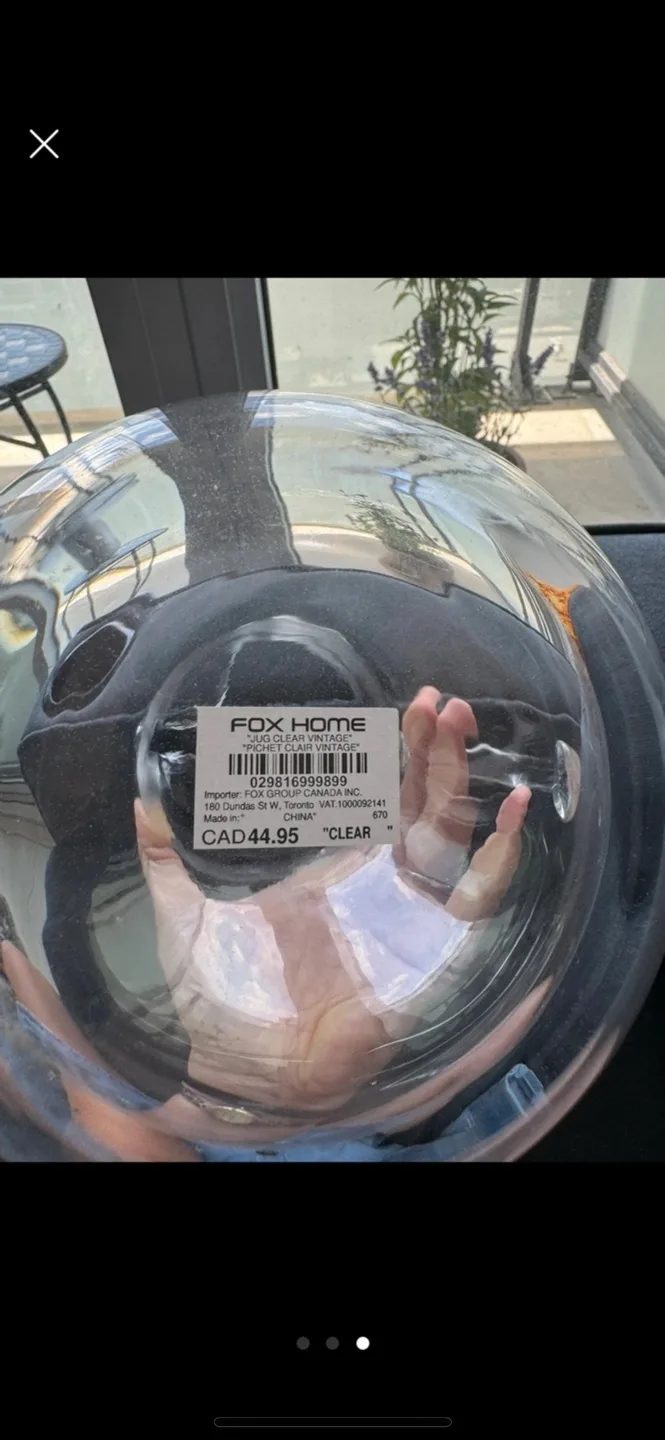 FOX HOME
"JUG CLEAR VINTAGE"
"PICHET CLAIR VINTAGE"
029816999899
Importer: FOX GROUP CANADA INC.
180 Dundas St W, Toronto VAT.1000092141
Made in:" CHINA" 670
CAD44.95 "CLEAR "